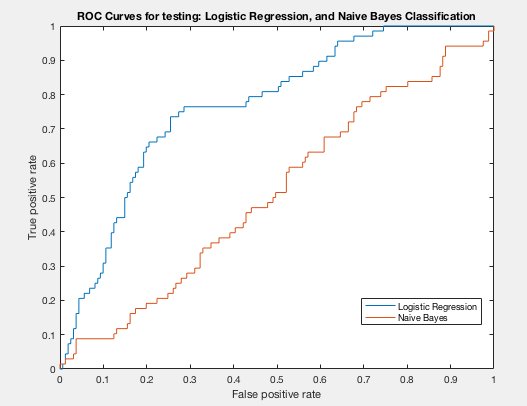 ROC Curves for testing: Logistic Regression, and Naive Bayes Classification
1
0.9
0.8
0.7
0.6
0.5
0.4
0.3
0.2
0.1
0
True positive rate
Logistic Regression
Naive Bayes
0 0.1 0.2 0.3 0.4 0.5 0.6 0.7 0.8 0.9 1
False positive rate